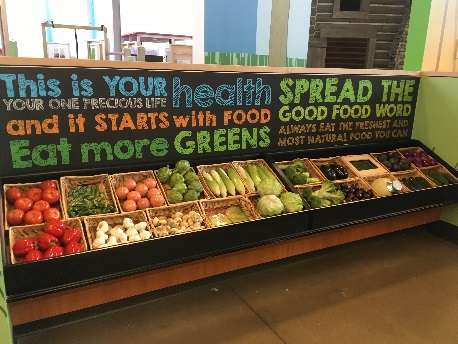 This is YOUR health
YOUR ONE PRECIOUS LIFE
and it STARTS with FOOD
Eat more GREENS
SPREAD THE
GOOD FOOD WORD
ALWAYS EAT THE FRESHEST AND
MOST NATURAL FOOD YOU CAN